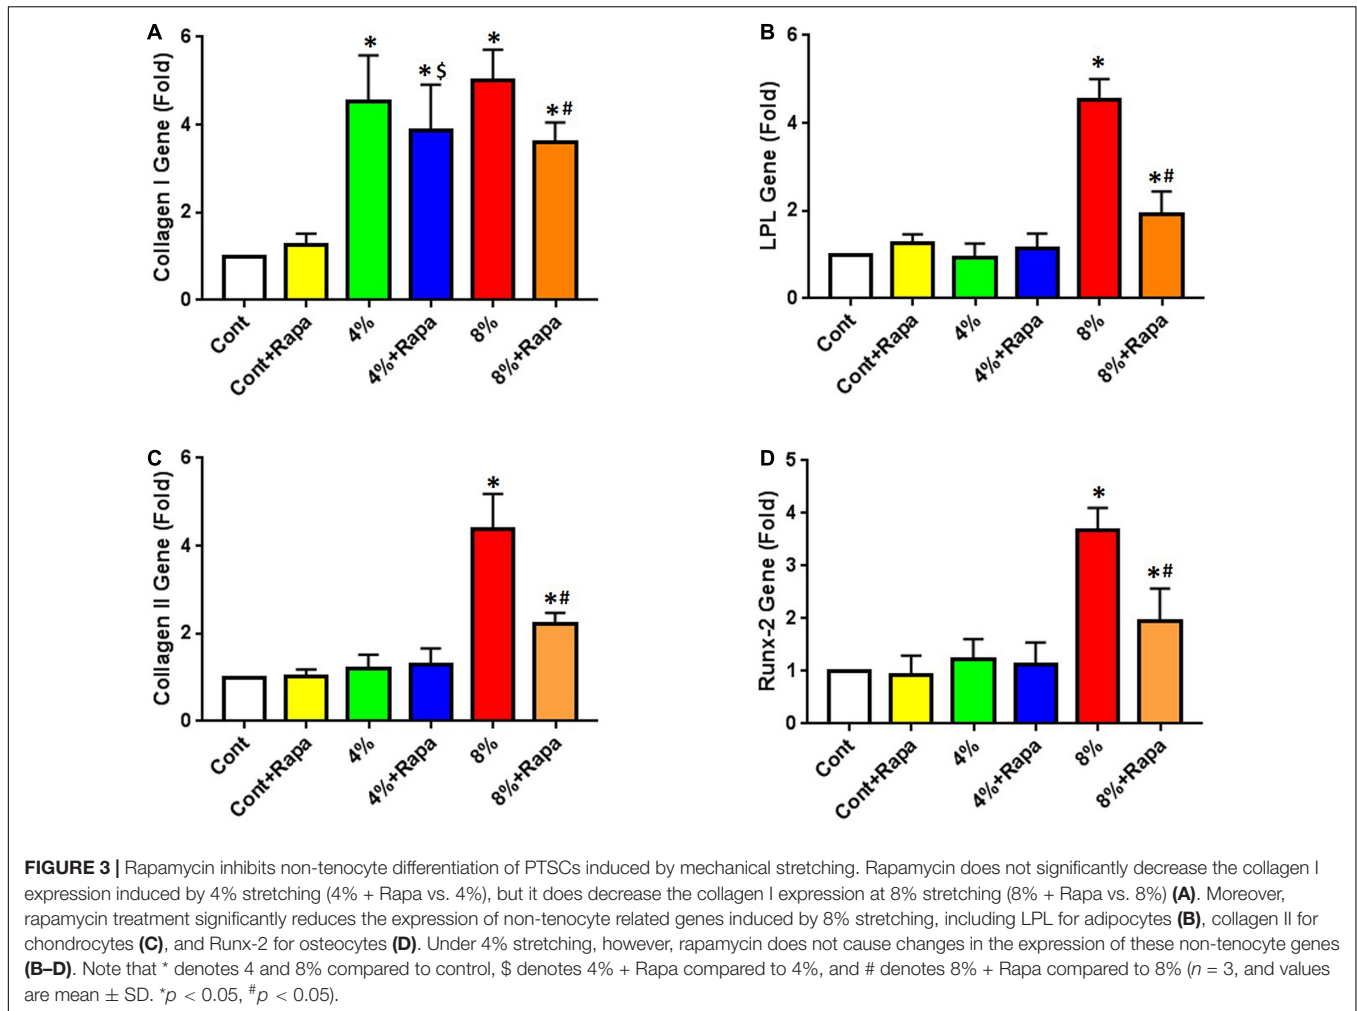 A
Collagen I Gene (Fold)
6
4
2
0
* * $ * * #
Cont Cont+Rapa 4% 4%+Rapa 8% 8%+Rapa
B
LPL Gene (Fold)
6
4
2
0
* * #
Cont Cont+Rapa 4% 4%+Rapa 8% 8%+Rapa
C
Collagen II Gene (Fold)
6
4
2
0
* * #
Cont Cont+Rapa 4% 4%+Rapa 8% 8%+Rapa
D
Runx-2 Gene (Fold)
5
4
3
2
1
0
* * #
Cont Cont+Rapa 4% 4%+Rapa 8% 8%+Rapa
FIGURE 3 | Rapamycin inhibits non-tenocyte differentiation of PTSCs induced by mechanical stretching. Rapamycin does not significantly decrease the collagen I
expression induced by 4% stretching (4% + Rapa vs. 4%), but it does decrease the collagen I expression at 8% stretching (8% + Rapa vs. 8%) (A). Moreover,
rapamycin treatment significantly reduces the expression of non-tenocyte related genes induced by 8% stretching, including LPL for adipocytes (B), collagen II for
chondrocytes (C), and Runx-2 for osteocytes (D). Under 4% stretching, however, rapamycin does not cause changes in the expression of these non-tenocyte genes
(B–D). Note that * denotes 4 and 8% compared to control, $ denotes 4% + Rapa compared to 4%, and # denotes 8% + Rapa compared to 8% (n = 3, and values
are mean ± SD. *p < 0.05, #p < 0.05).